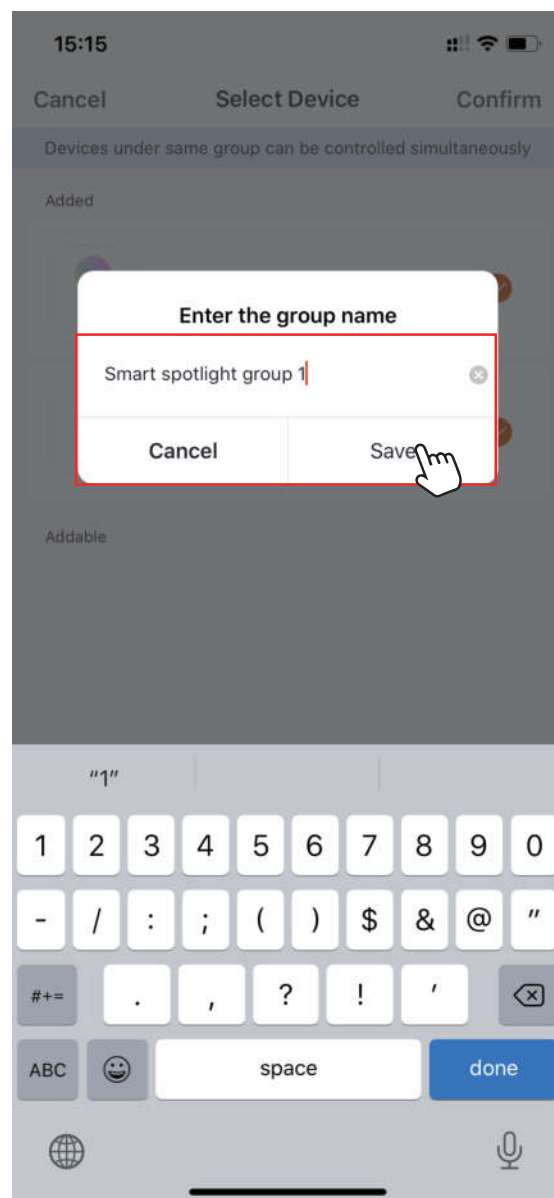 15:15
Cancel Select Device Confirm
Devices under same group can be controlled simultaneously
Added
Enter the group name
Smart spotlight group 1
Cancel Save
Addable
"1"
1 2 3 4 5 6 7 8 9 0
- / : ; ( ) $ & @ "
#+= . , ? ! '
ABC space done